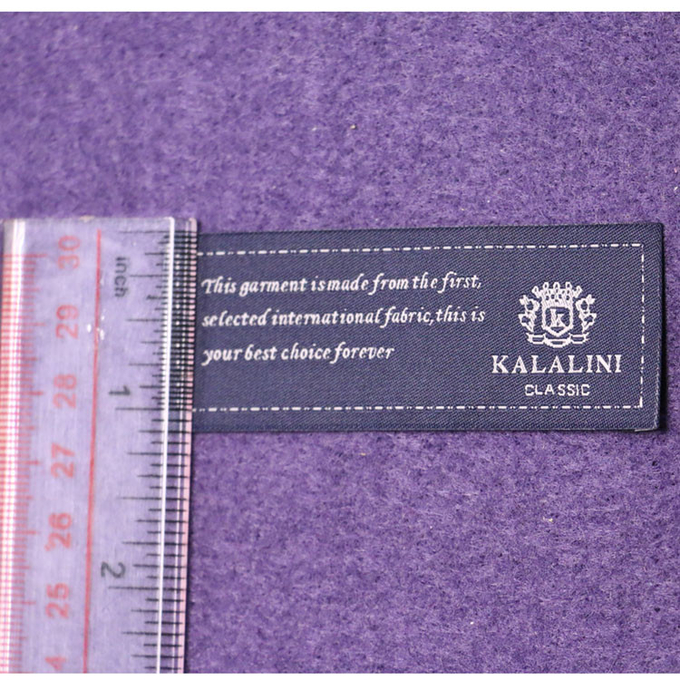 This garment is made from the first,
selected international fabric, this is
your best choice forever
k
KALALINI
CLASSIC
inch
1
2
30
29
28
27
26
25
4